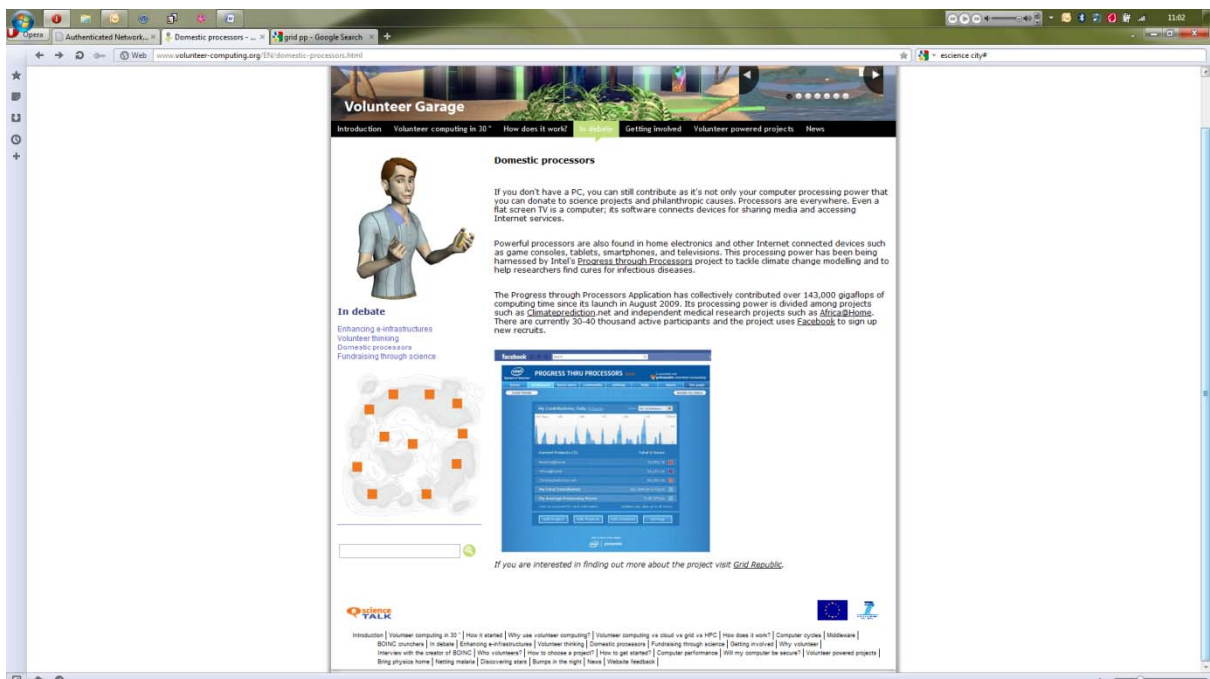 11:02
Opera
Authenticated Network...
Domestic processors - ...
grid pp - Google Search
Web
www.volunteer-computing.org/EN/domestic-processors.html
escience city#
Volunteer Garage
Introduction Volunteer computing in 30" How does it work? In debate Getting involved Volunteer powered projects News
Domestic processors
If you don't have a PC, you can still contribute as it's not only your computer processing power that
you can donate to science projects and philanthropic causes. Processors are everywhere. Even a
flat screen TV is a computer; its software connects devices for sharing media and accessing
Internet services.
Powerful processors are also found in home electronics and other Internet connected devices such
as game consoles, tablets, smartphones, and televisions. This processing power has been being
harnessed by Intel's Progress through Processors project to tackle climate change modelling and to
help researchers find cures for infectious diseases.
The Progress through Processors Application has collectively contributed over 143,000 gigaflops of
computing time since its launch in August 2009. Its processing power is divided among projects
such as Climateprediction.net and independent medical research projects such as Africa@Home.
There are currently 30-40 thousand active participants and the project uses Facebook to sign up
new recruits.
In debate
Enhancing e-infrastuctures
Volunteer thinking
Domestic processors
Fundraising through science
facebook
PROGRESS THRU PROCESSORS
My Contributions, Daily
My Total Contribution
My Average Processing Power
If you are interested in finding out more about the project visit Grid Republic.
science
TALK
Introduction | Volunteer computing in 30 " | How it started | Why use volunteer computing? | Volunteer computing vs cloud vs grid vs HPC | How does it work? | Computer cycles | Middleware |
BOINC crunchers | In debate | Enhancing e-infrastructures | Volunteer thinking | Domestic processors | Fundraising through science | Getting involved | Why volunteer |
Interview with the creator of BOINC | Who volunteers? | How to choose a project? | How to get started? | Computer performance | Will my computer be secure? | Volunteer powered projects |
Bring physics home | Netting malaria | Discovering stars | Bumps in the night | News | Website feedback |